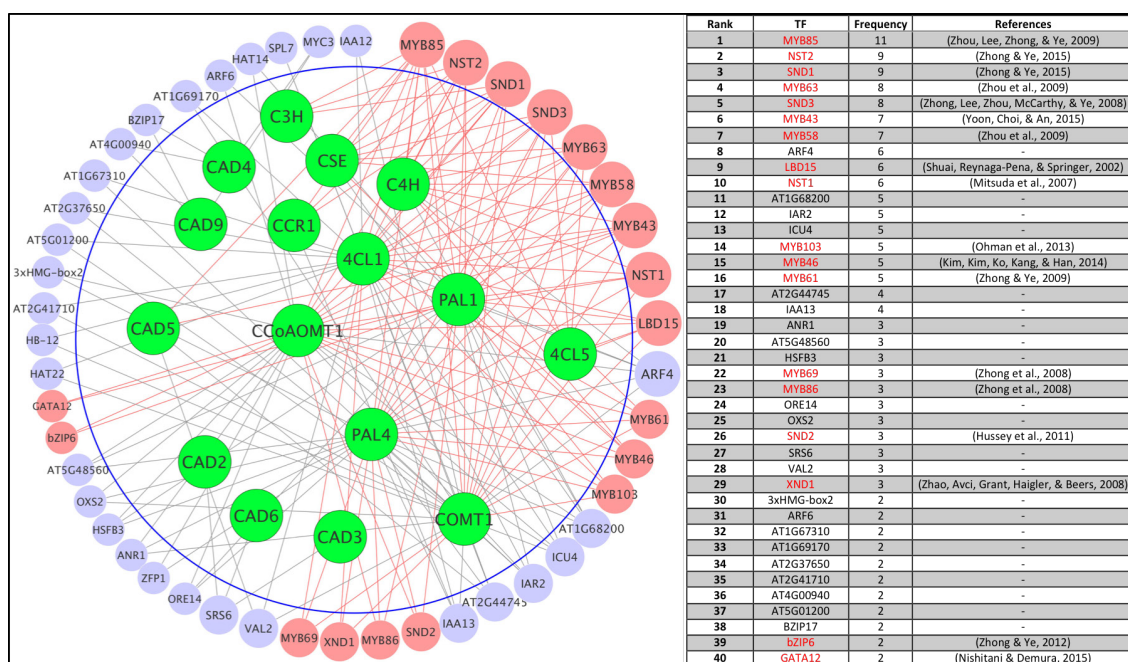 IAA12
MYC3
SPL7
HAT14
ARF6
AT1G69170
BZIP17
AT4G00940
AT1G67310
AT2G37650
AT5G01200
3xHMG-box2
AT2G41710
HB-12
HAT22
GATA12
bZIP6
AT5G48560
OXS2
HSFB3
ANR1
ZFP1
ORE14
SRS6
VAL2
MYB69
XND1
MYB86
SND2
IAA13
AT2G44745
IAR2
ICU4
AT1G68200
MYB103
MYB46
MYB61
ARF4
LBD15
NST1
MYB43
MYB58
MYB63
SND3
SND1
NST2
MYB85
C3H
CSE
C4H
CAD4
CAD9
CCR1
4CL1
PAL1
CAD5
CCoAOMT1
4CL5
PAL4
CAD2
CAD6
CAD3
COMT1
Rank TF Frequency References
1 MYB85 11 (Zhou, Lee, Zhong, & Ye, 2009)
2 NST2 9 (Zhong & Ye, 2015)
3 SND1 9 (Zhong & Ye, 2015)
4 MYB63 8 (Zhou et al., 2009)
5 SND3 8 (Zhong, Lee, Zhou, McCarthy, & Ye, 2008)
6 MYB43 7 (Yoon, Choi, & An, 2015)
7 MYB58 7 (Zhou et al., 2009)
8 ARF4 6 -
9 LBD15 6 (Shuai, Reynaga-Pena, & Springer, 2002)
10 NST1 6 (Mitsuda et al., 2007)
11 AT1G68200 5 -
12 IAR2 5 -
13 ICU4 5 -
14 MYB103 5 (Ohman et al., 2013)
15 MYB46 5 (Kim, Kim, Ko, Kang, & Han, 2014)
16 MYB61 5 (Zhong & Ye, 2009)
17 AT2G44745 4 -
18 IAA13 4 -
19 ANR1 3 -
20 AT5G48560 3 -
21 HSFB3 3 -
22 MYB69 3 (Zhong et al., 2008)
23 MYB86 3 (Zhong et al., 2008)
24 ORE14 3 -
25 OXS2 3 -
26 SND2 3 (Hussey et al., 2011)
27 SRS6 3 -
28 VAL2 3 -
29 XND1 3 (Zhao, Avci, Grant, Haigler, & Beers, 2008)
30 3xHMG-box2 2 -
31 ARF6 2 -
32 AT1G67310 2 -
33 AT1G69170 2 -
34 AT2G37650 2 -
35 AT2G41710 2 -
36 AT4G00940 2 -
37 AT5G01200 2 -
38 BZIP17 2 -
39 bZIP6 2 (Zhong & Ye, 2012)
40 GATA12 2 (Nishitani & Demura, 2015)